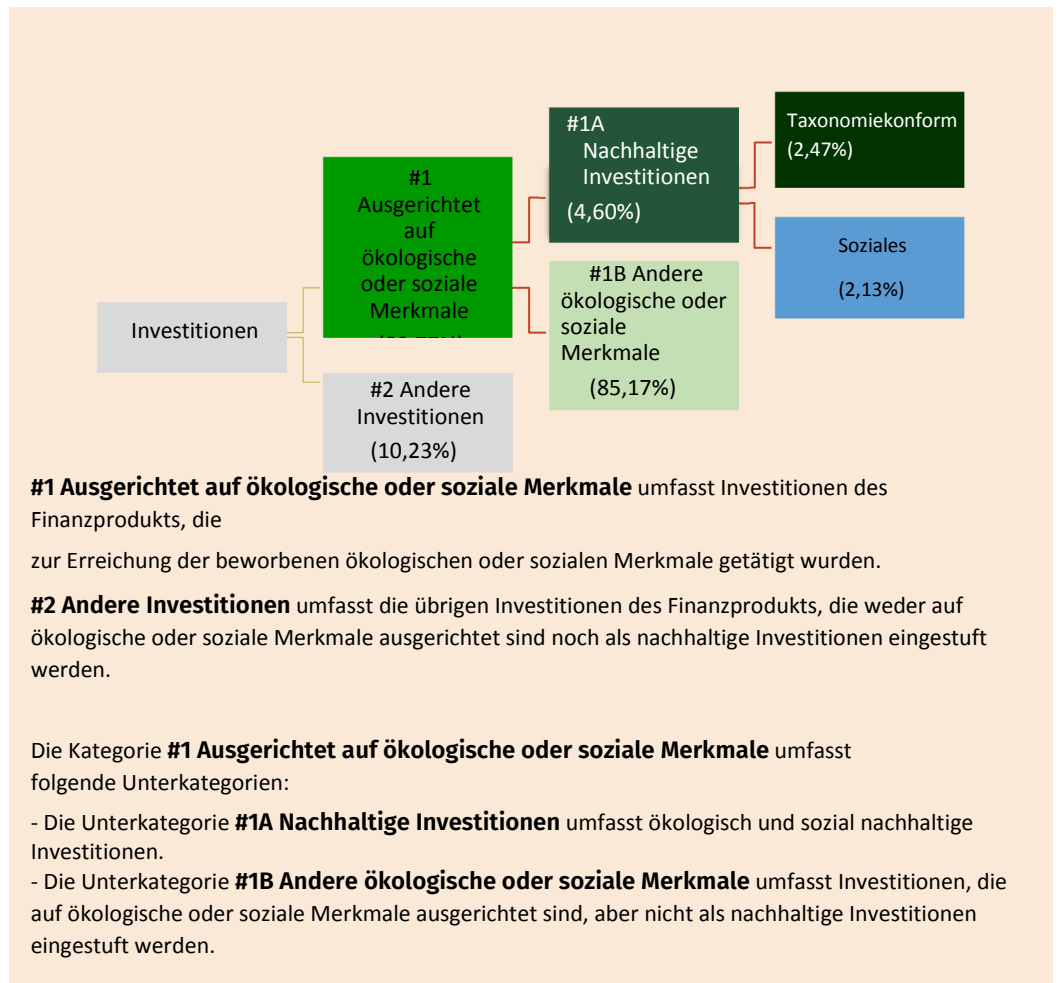 Investitionen
#1
Ausgerichtet
auf
ökologische
oder soziale
Merkmale
#2 Andere
Investitionen
(10,23%)
#1A
Nachhaltige
Investitionen
(4,60%)
#1B Andere
ökologische oder
soziale
Merkmale
(85,17%)
Taxonomiekonform
(2,47%)
Soziales
(2,13%)
#1 Ausgerichtet auf ökologische oder soziale Merkmale umfasst Investitionen des
Finanzprodukts, die
zur Erreichung der beworbenen ökologischen oder sozialen Merkmale getätigt wurden.
#2 Andere Investitionen umfasst die übrigen Investitionen des Finanzprodukts, die weder auf
ökologische oder soziale Merkmale ausgerichtet sind noch als nachhaltige Investitionen eingestuft
werden.
Die Kategorie #1 Ausgerichtet auf ökologische oder soziale Merkmale umfasst
folgende Unterkategorien:
- Die Unterkategorie #1A Nachhaltige Investitionen umfasst ökologisch und sozial nachhaltige
Investitionen.
- Die Unterkategorie #1B Andere ökologische oder soziale Merkmale umfasst Investitionen, die
auf ökologische oder soziale Merkmale ausgerichtet sind, aber nicht als nachhaltige Investitionen
eingestuft werden.